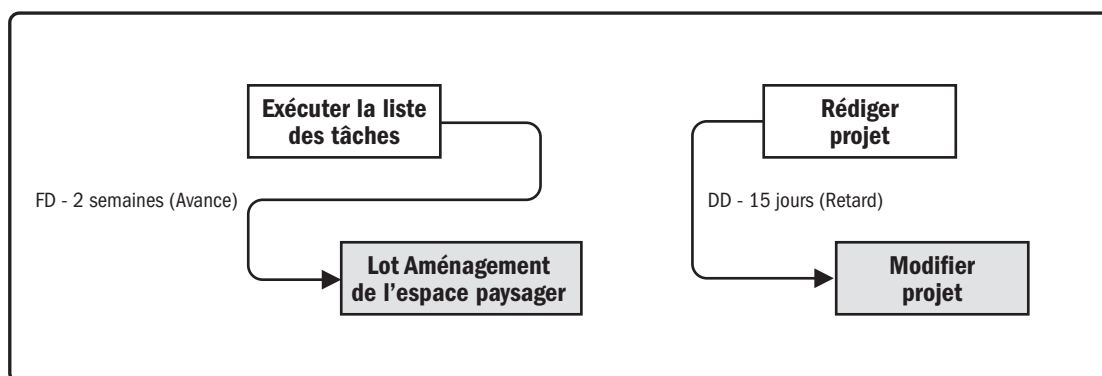 Exécuter la liste
des tâches
FD - 2 semaines (Avance)
Lot Aménagement
de l’espace paysager
Rédiger
projet
DD - 15 jours (Retard)
Modifier
projet